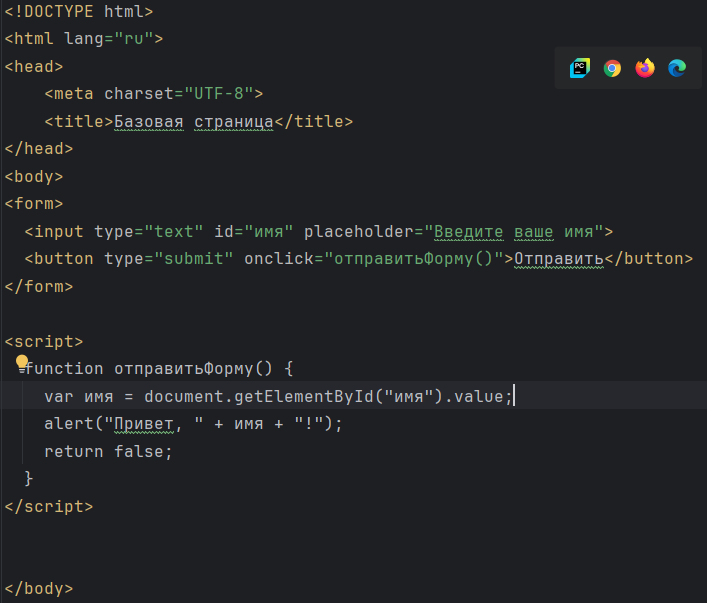 <!DOCTYPE html>
<html lang="ru">
<head>
    <meta charset="UTF-8">
    <title>Базовая страница</title>
</head>
<body>
<form>
  <input type="text" id="имя" placeholder="Введите ваше имя">
  <button type="submit" onclick="отправитьФорму()">Отправить</button>
</form>

<script>
  function отправитьФорму() {
    var имя = document.getElementById("имя").value;
    alert("Привет, " + имя + "!");
    return false;
  }
</script>


</body>